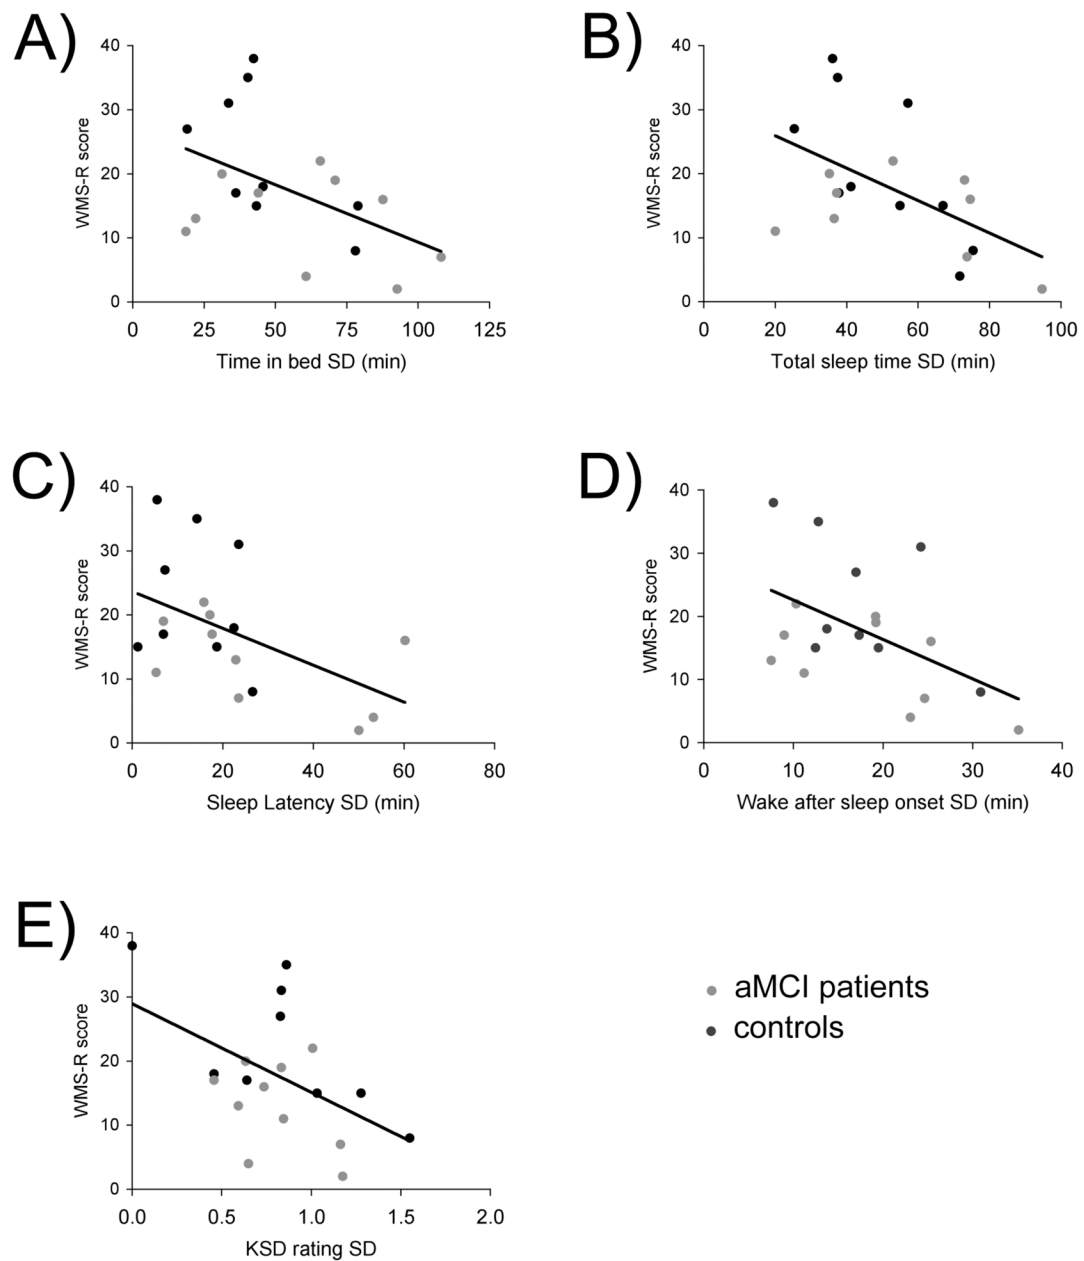 A)
40
30
20
10
0
WMS-R score
0 25 50 75 100 125
Time in bed SD (min)
B)
40
30
20
10
0
WMS-R score
0 20 40 60 80 100
Total sleep time SD (min)
C)
40
30
20
10
0
WMS-R score
0 20 40 60 80
Sleep Latency SD (min)
D)
40
30
20
10
0
WMS-R score
0 10 20 30 40
Wake after sleep onset SD (min)
E)
40
30
20
10
0
WMS-R score
0.0 0.5 1.0 1.5 2.0
KSD rating SD
aMCI patients
controls